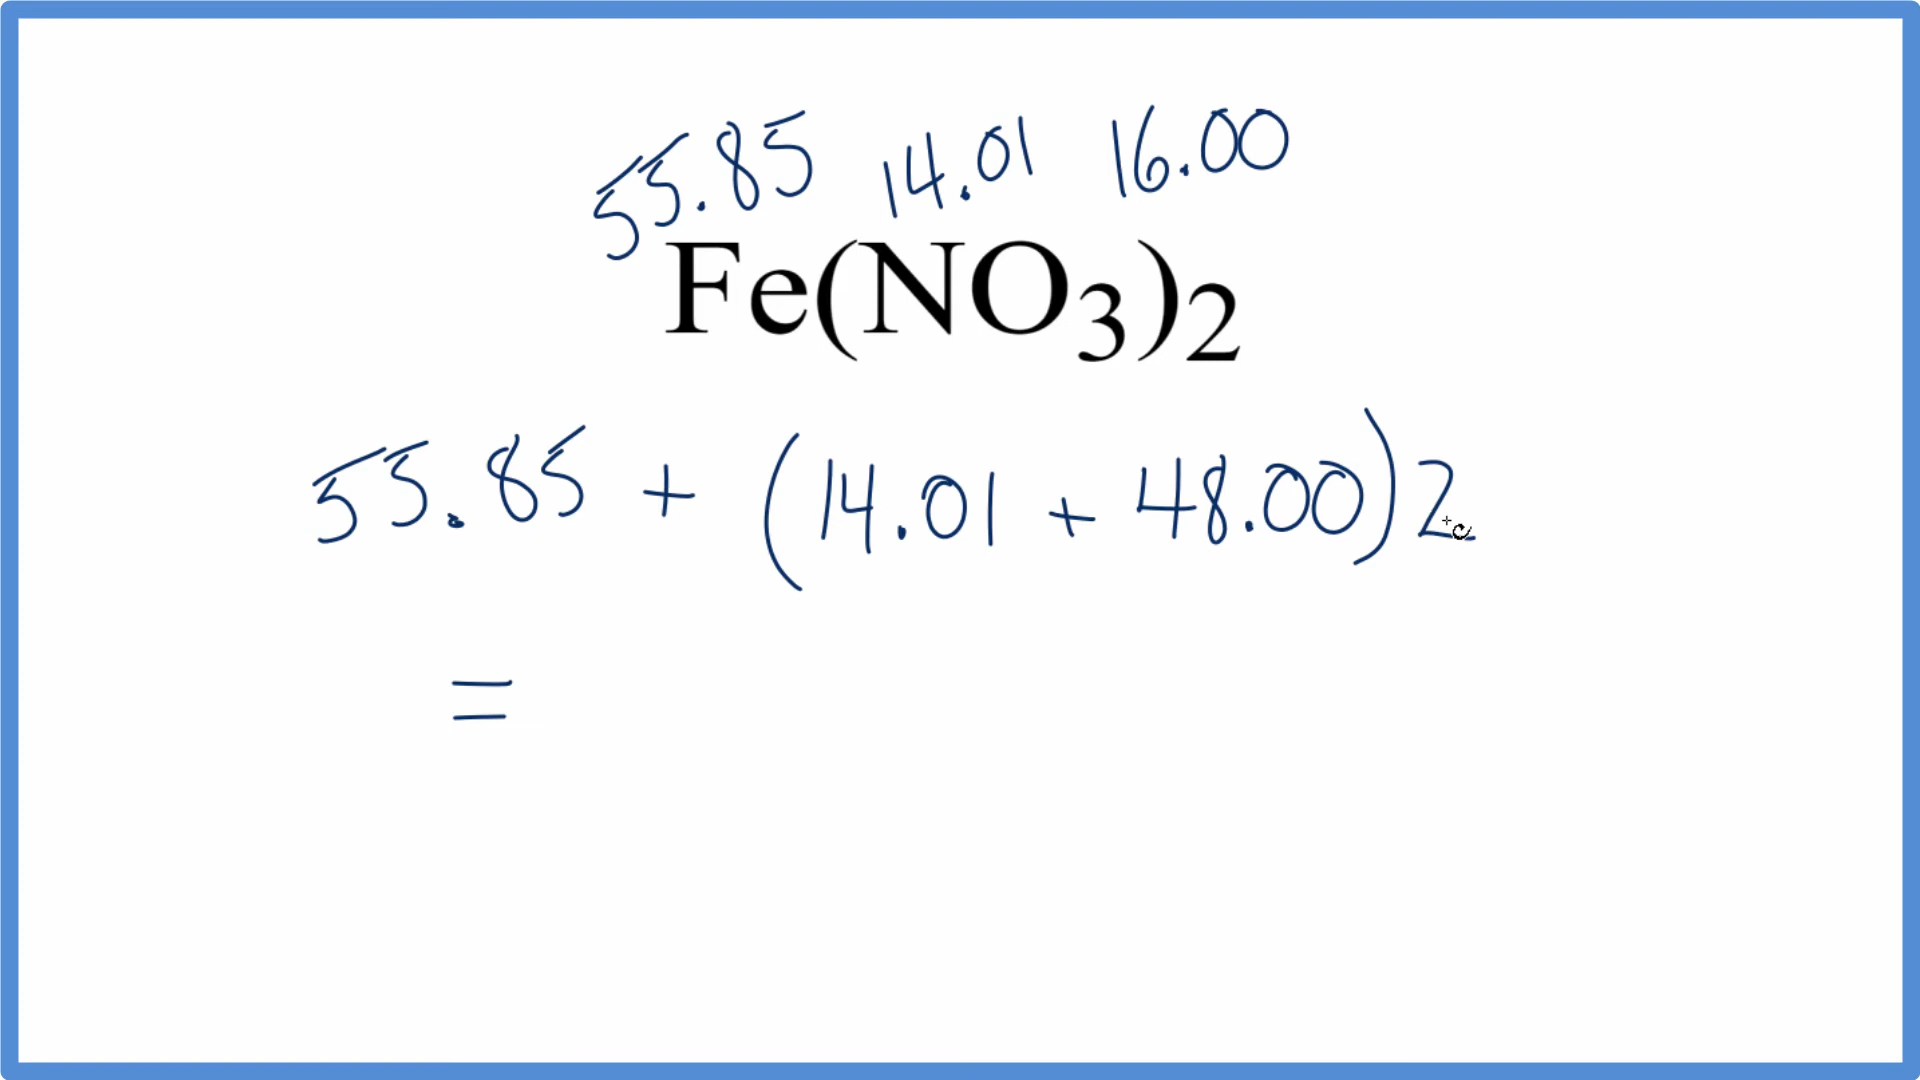 55.85 14.01 16.00
Fe(NO3)2
55.85 + (14.01 + 48.00)2
=